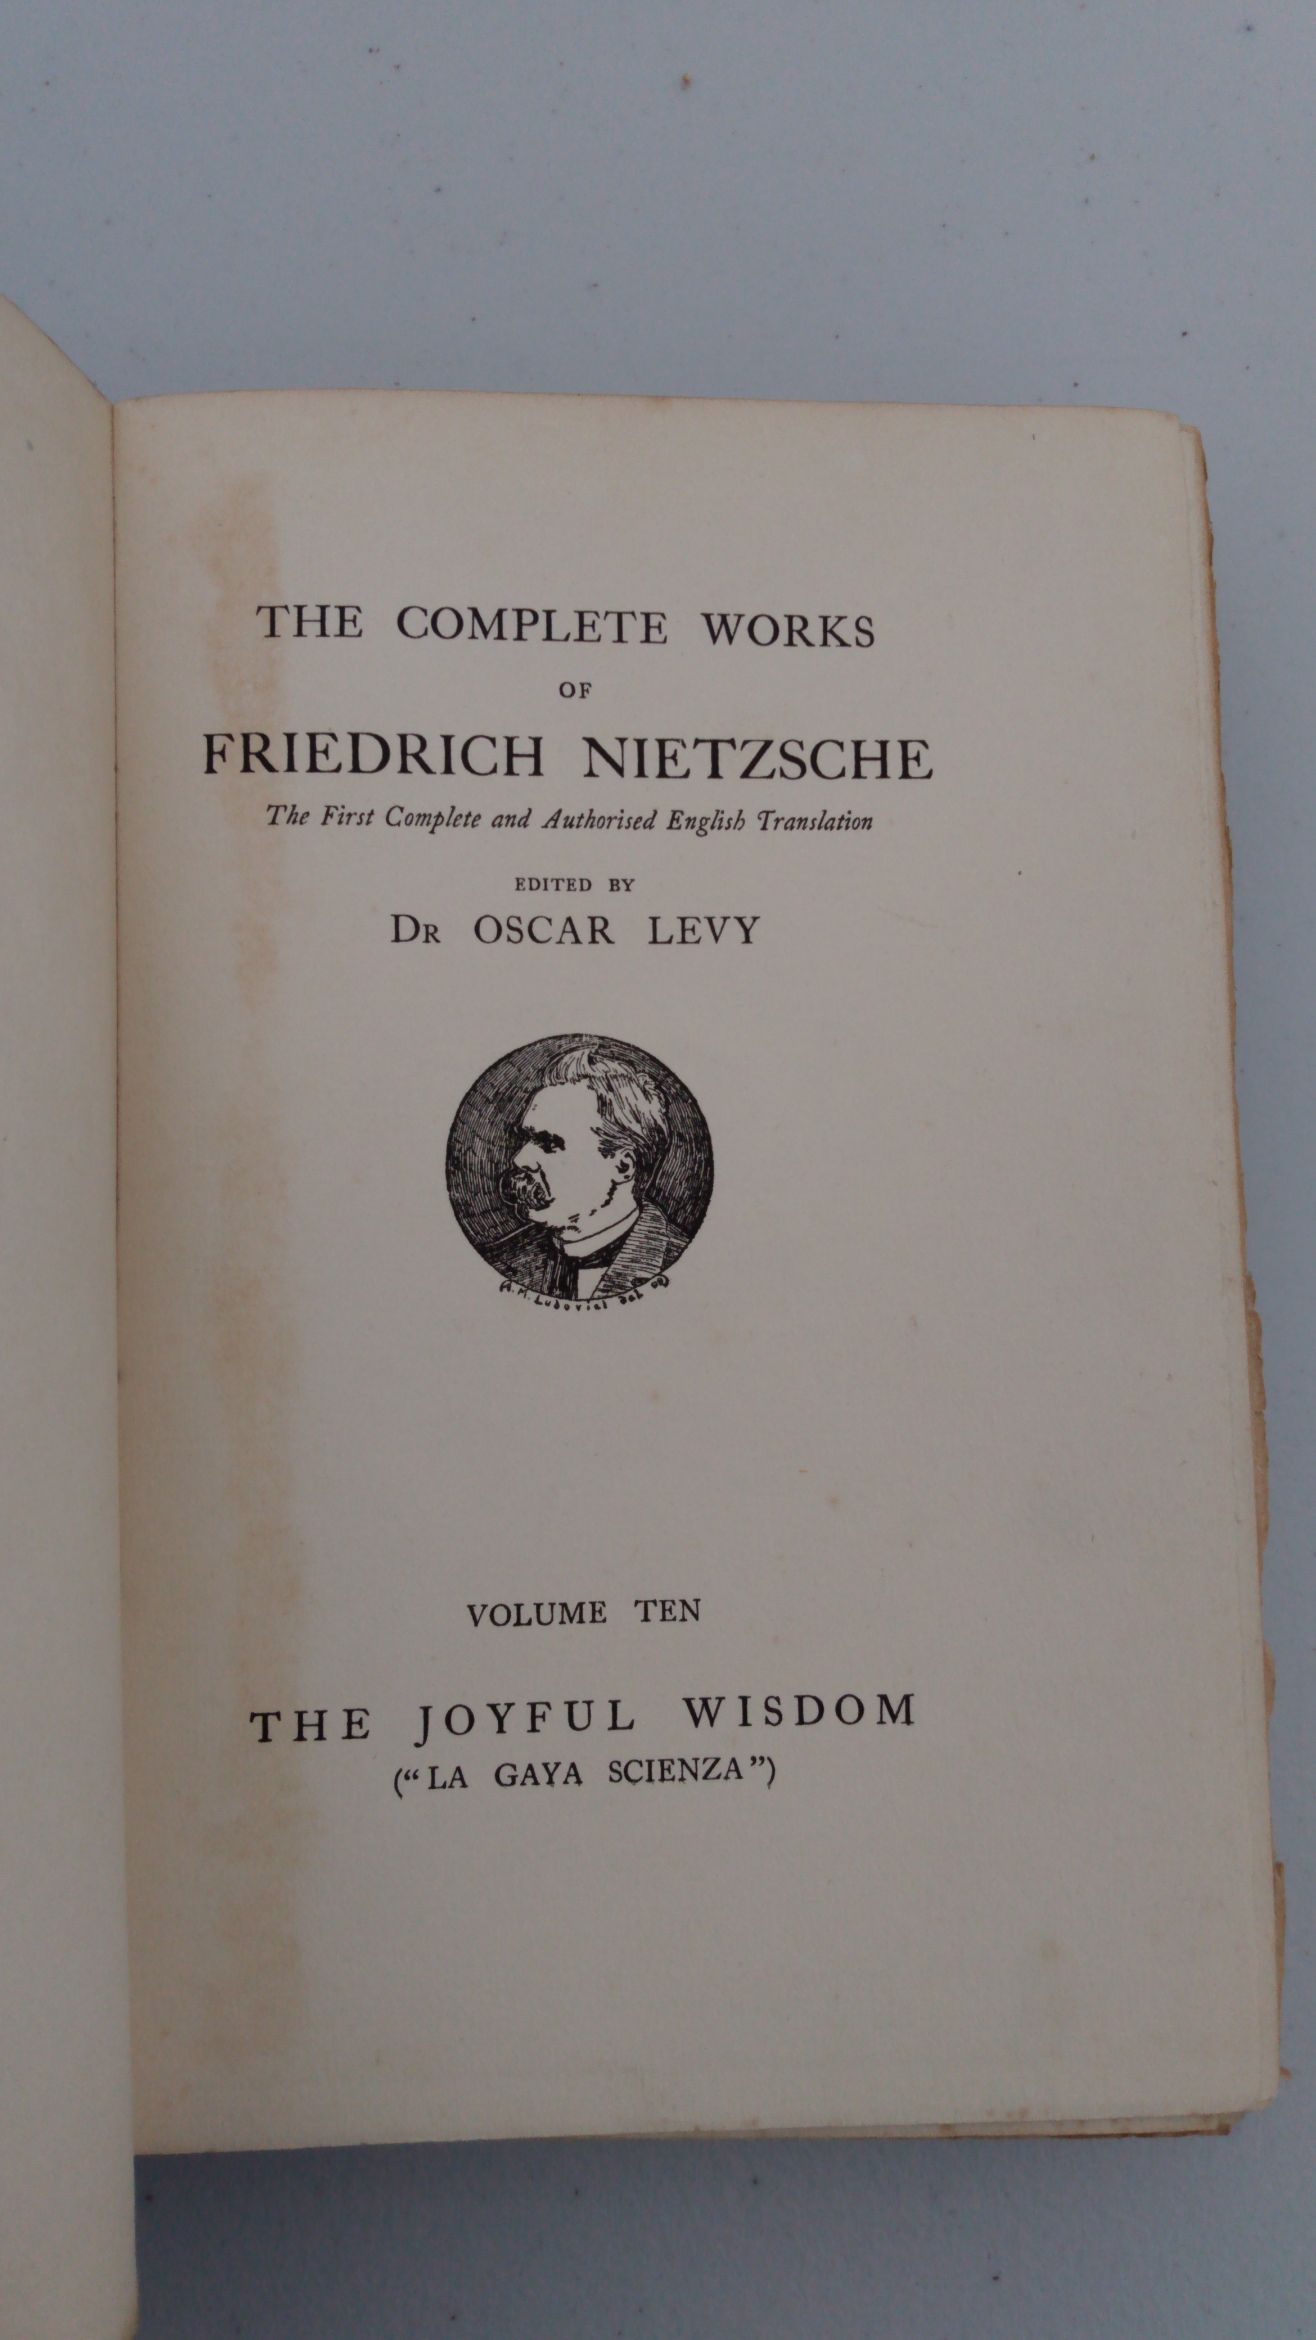 THE COMPLETE WORKS
OF
FRIEDRICH NIETZSCHE
The First Complete and Authorised English Translation
EDITED BY
DR OSCAR LEVY
VOLUME TEN
THE JOYFUL WISDOM
("LA GAYA SCIENZA")